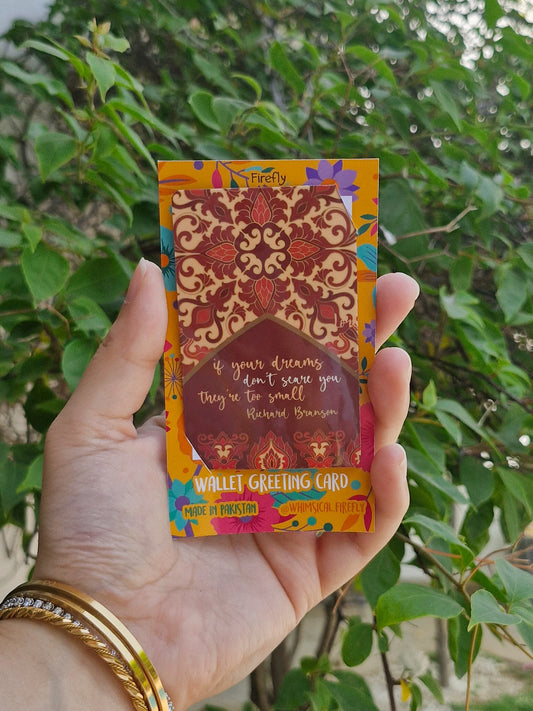 Firefly
if your dreams
don't scare you
they're too small
Richard Branson
WALLET GREETING CARD
MADE IN PAKISTAN
@WHIMSICAL.FIREFLY